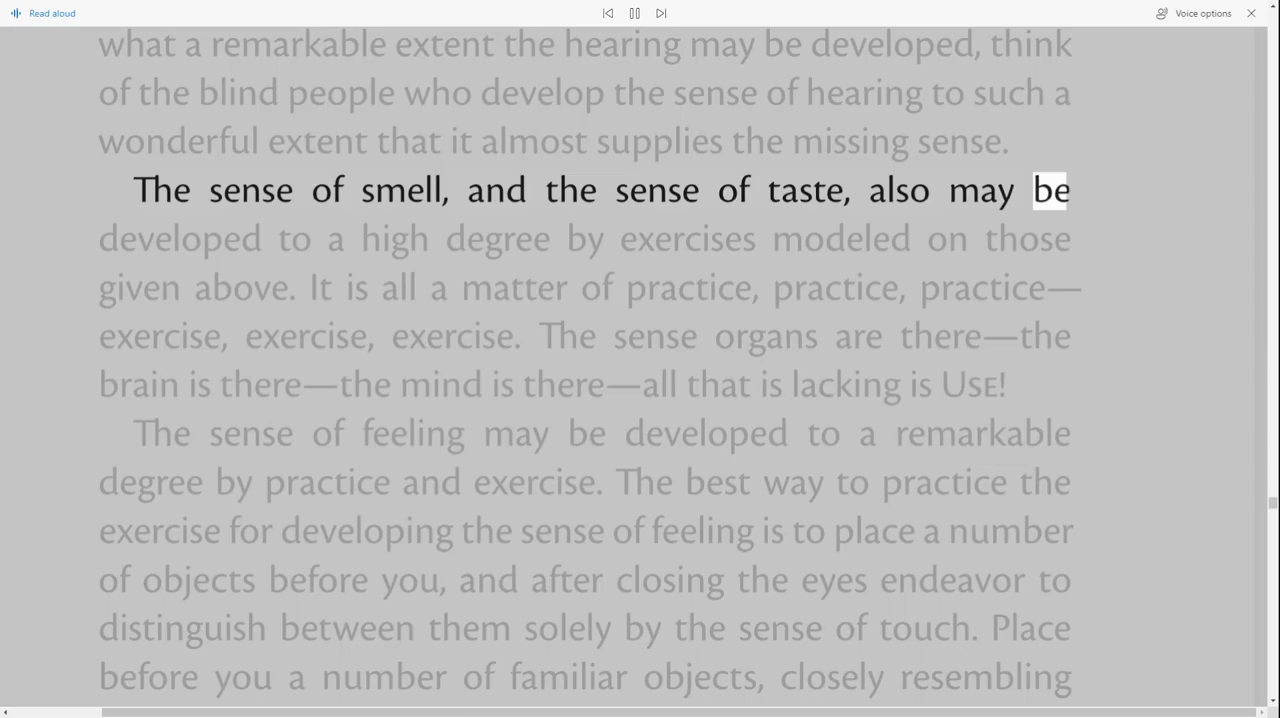 Read aloud
Voice options
what a remarkable extent the hearing may be developed, think
of the blind people who develop the sense of hearing to such a
wonderful extent that it almost supplies the missing sense.
The sense of smell, and the sense of taste, also may be
developed to a high degree by exercises modeled on those
given above. It is all a matter of practice, practice, practice—
exercise, exercise, exercise. The sense organs are there—the
brain is there—the mind is there—all that is lacking is USE!
The sense of feeling may be developed to a remarkable
degree by practice and exercise. The best way to practice the
exercise for developing the sense of feeling is to place a number
of objects before you, and after closing the eyes endeavor to
distinguish between them solely by the sense of touch. Place
before you a number of familiar objects, closely resembling